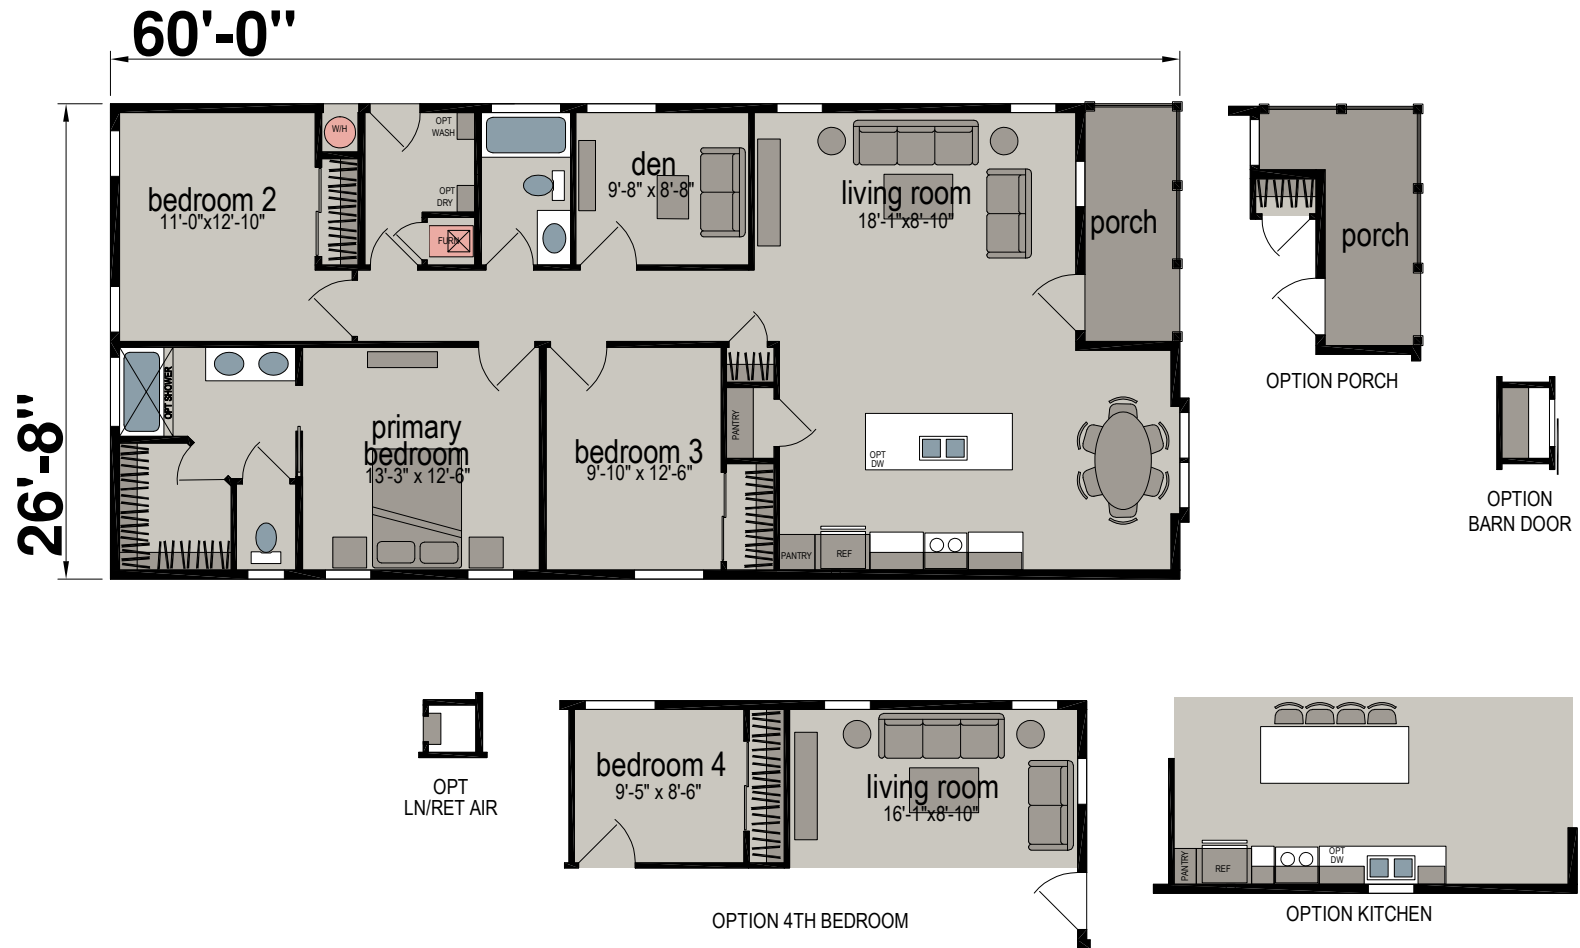 60'-0"
26'-8"
bedroom 2
11'-0"x12'-10"
W/H
OPT
WASH
OPT
DRY
FURN
den
9'-8" x 8'-8"
living room
18'-1"x8'-10"
porch
OPT SHOWER
primary
bedroom
13'-3" x 12'-6"
bedroom 3
9'-10" x 12'-6"
PANTRY
OPT
DW
PANTRY
REF
porch
OPTION PORCH
OPTION
BARN DOOR
OPT
LN/RET AIR
bedroom 4
9'-5" x 8'-6"
living room
16'-1"x8'-10"
OPTION 4TH BEDROOM
PANTRY
REF
OPT
DW
OPTION KITCHEN